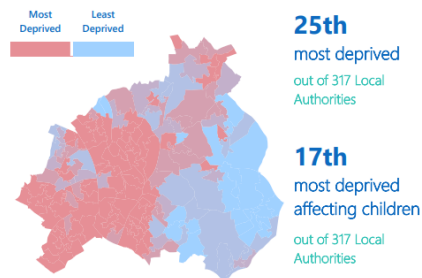 Most
Deprived
Least
Deprived
25th
most deprived
out of 317 Local
Authorities
17th
most deprived
affecting children
out of 317 Local
Authorities